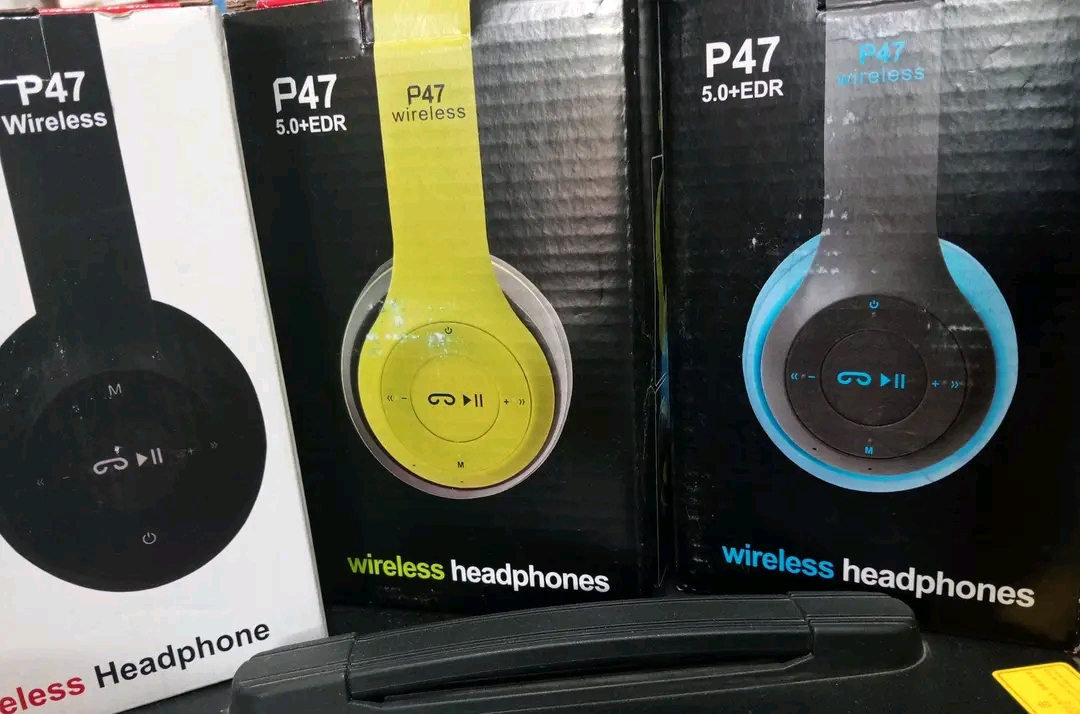 P47
Wireless
M
eless Headphone
P47
5.0+EDR
P47
wireless
M
wireless headphones
P47
5.0+EDR
P47
wireless
M
wireless headphones